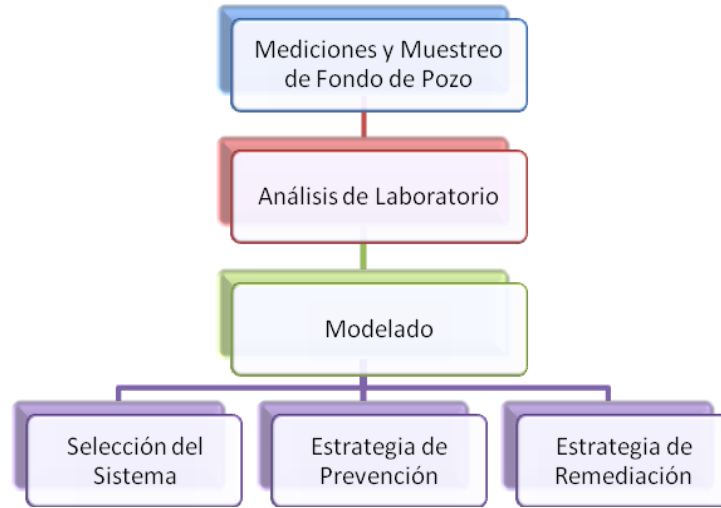 Mediciones y Muestreo
de Fondo de Pozo
Análisis de Laboratorio
Modelado
Selección del
Sistema
Estrategia de
Prevención
Estrategia de
Remediación